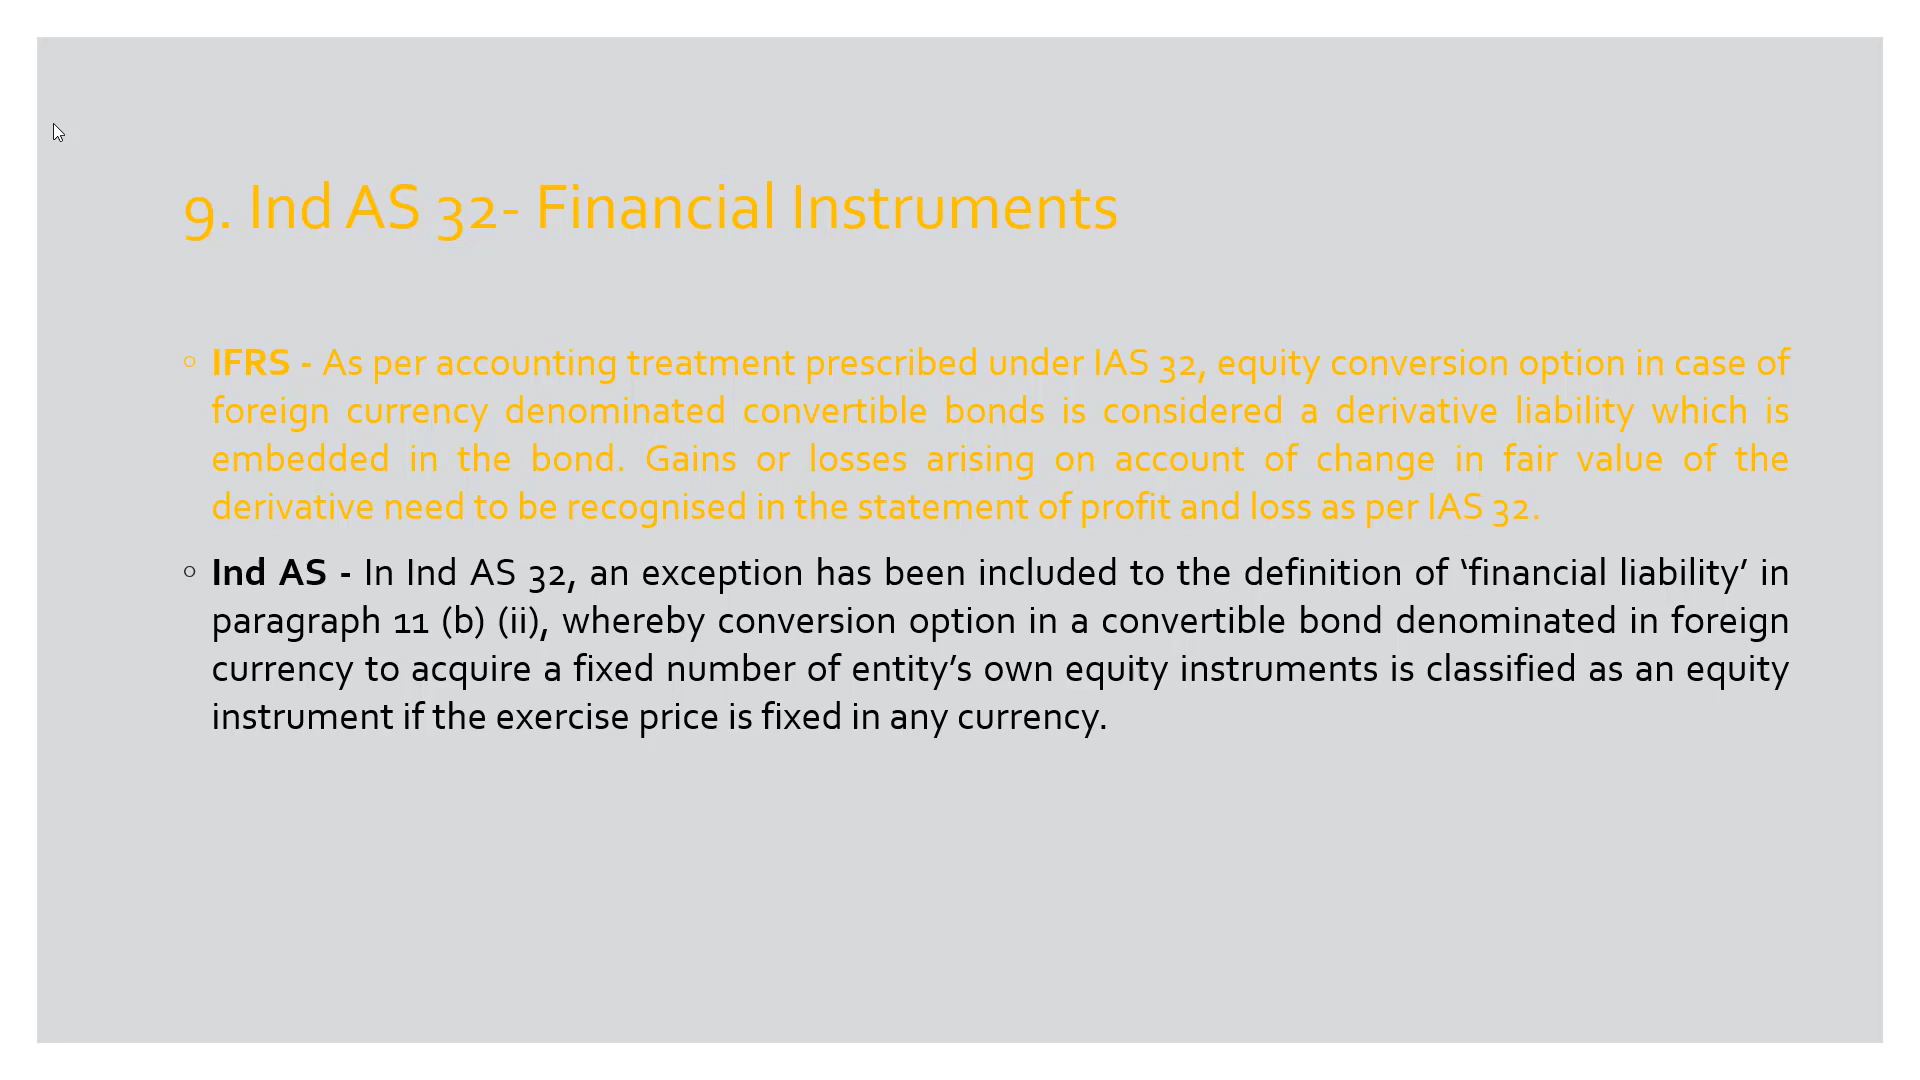 9. Ind AS 32- Financial Instruments
◦ IFRS - As per accounting treatment prescribed under IAS 32, equity conversion option in case of
foreign currency denominated convertible bonds is considered a derivative liability which is
embedded in the bond. Gains or losses arising on account of change in fair value of the
derivative need to be recognised in the statement of profit and loss as per IAS 32.
◦ Ind AS - In Ind AS 32, an exception has been included to the definition of ‘financial liability’ in
paragraph 11 (b) (ii), whereby conversion option in a convertible bond denominated in foreign
currency to acquire a fixed number of entity’s own equity instruments is classified as an equity
instrument if the exercise price is fixed in any currency.